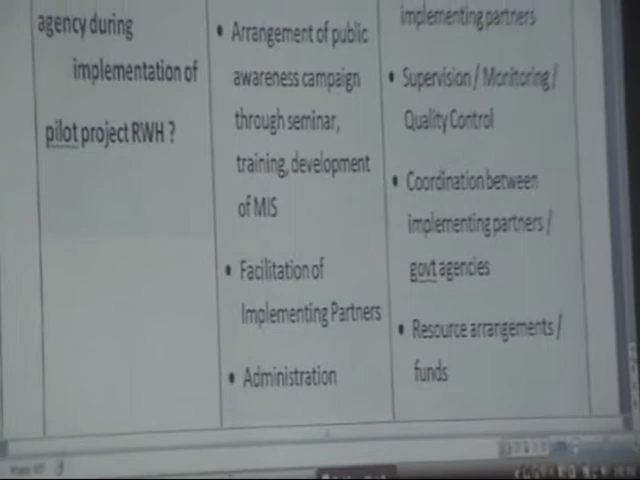 agency during
implementation of
pilot project RWH ?
• Arrangement of public
awareness campaign
through seminar,
training, development
of MIS
• Facilitation of
Implementing Partners
• Administration
implementing partners
• Supervision / Monitoring /
Quality Control
• Coordination between
implementing partners /
govt agencies
• Resource arrangements /
funds